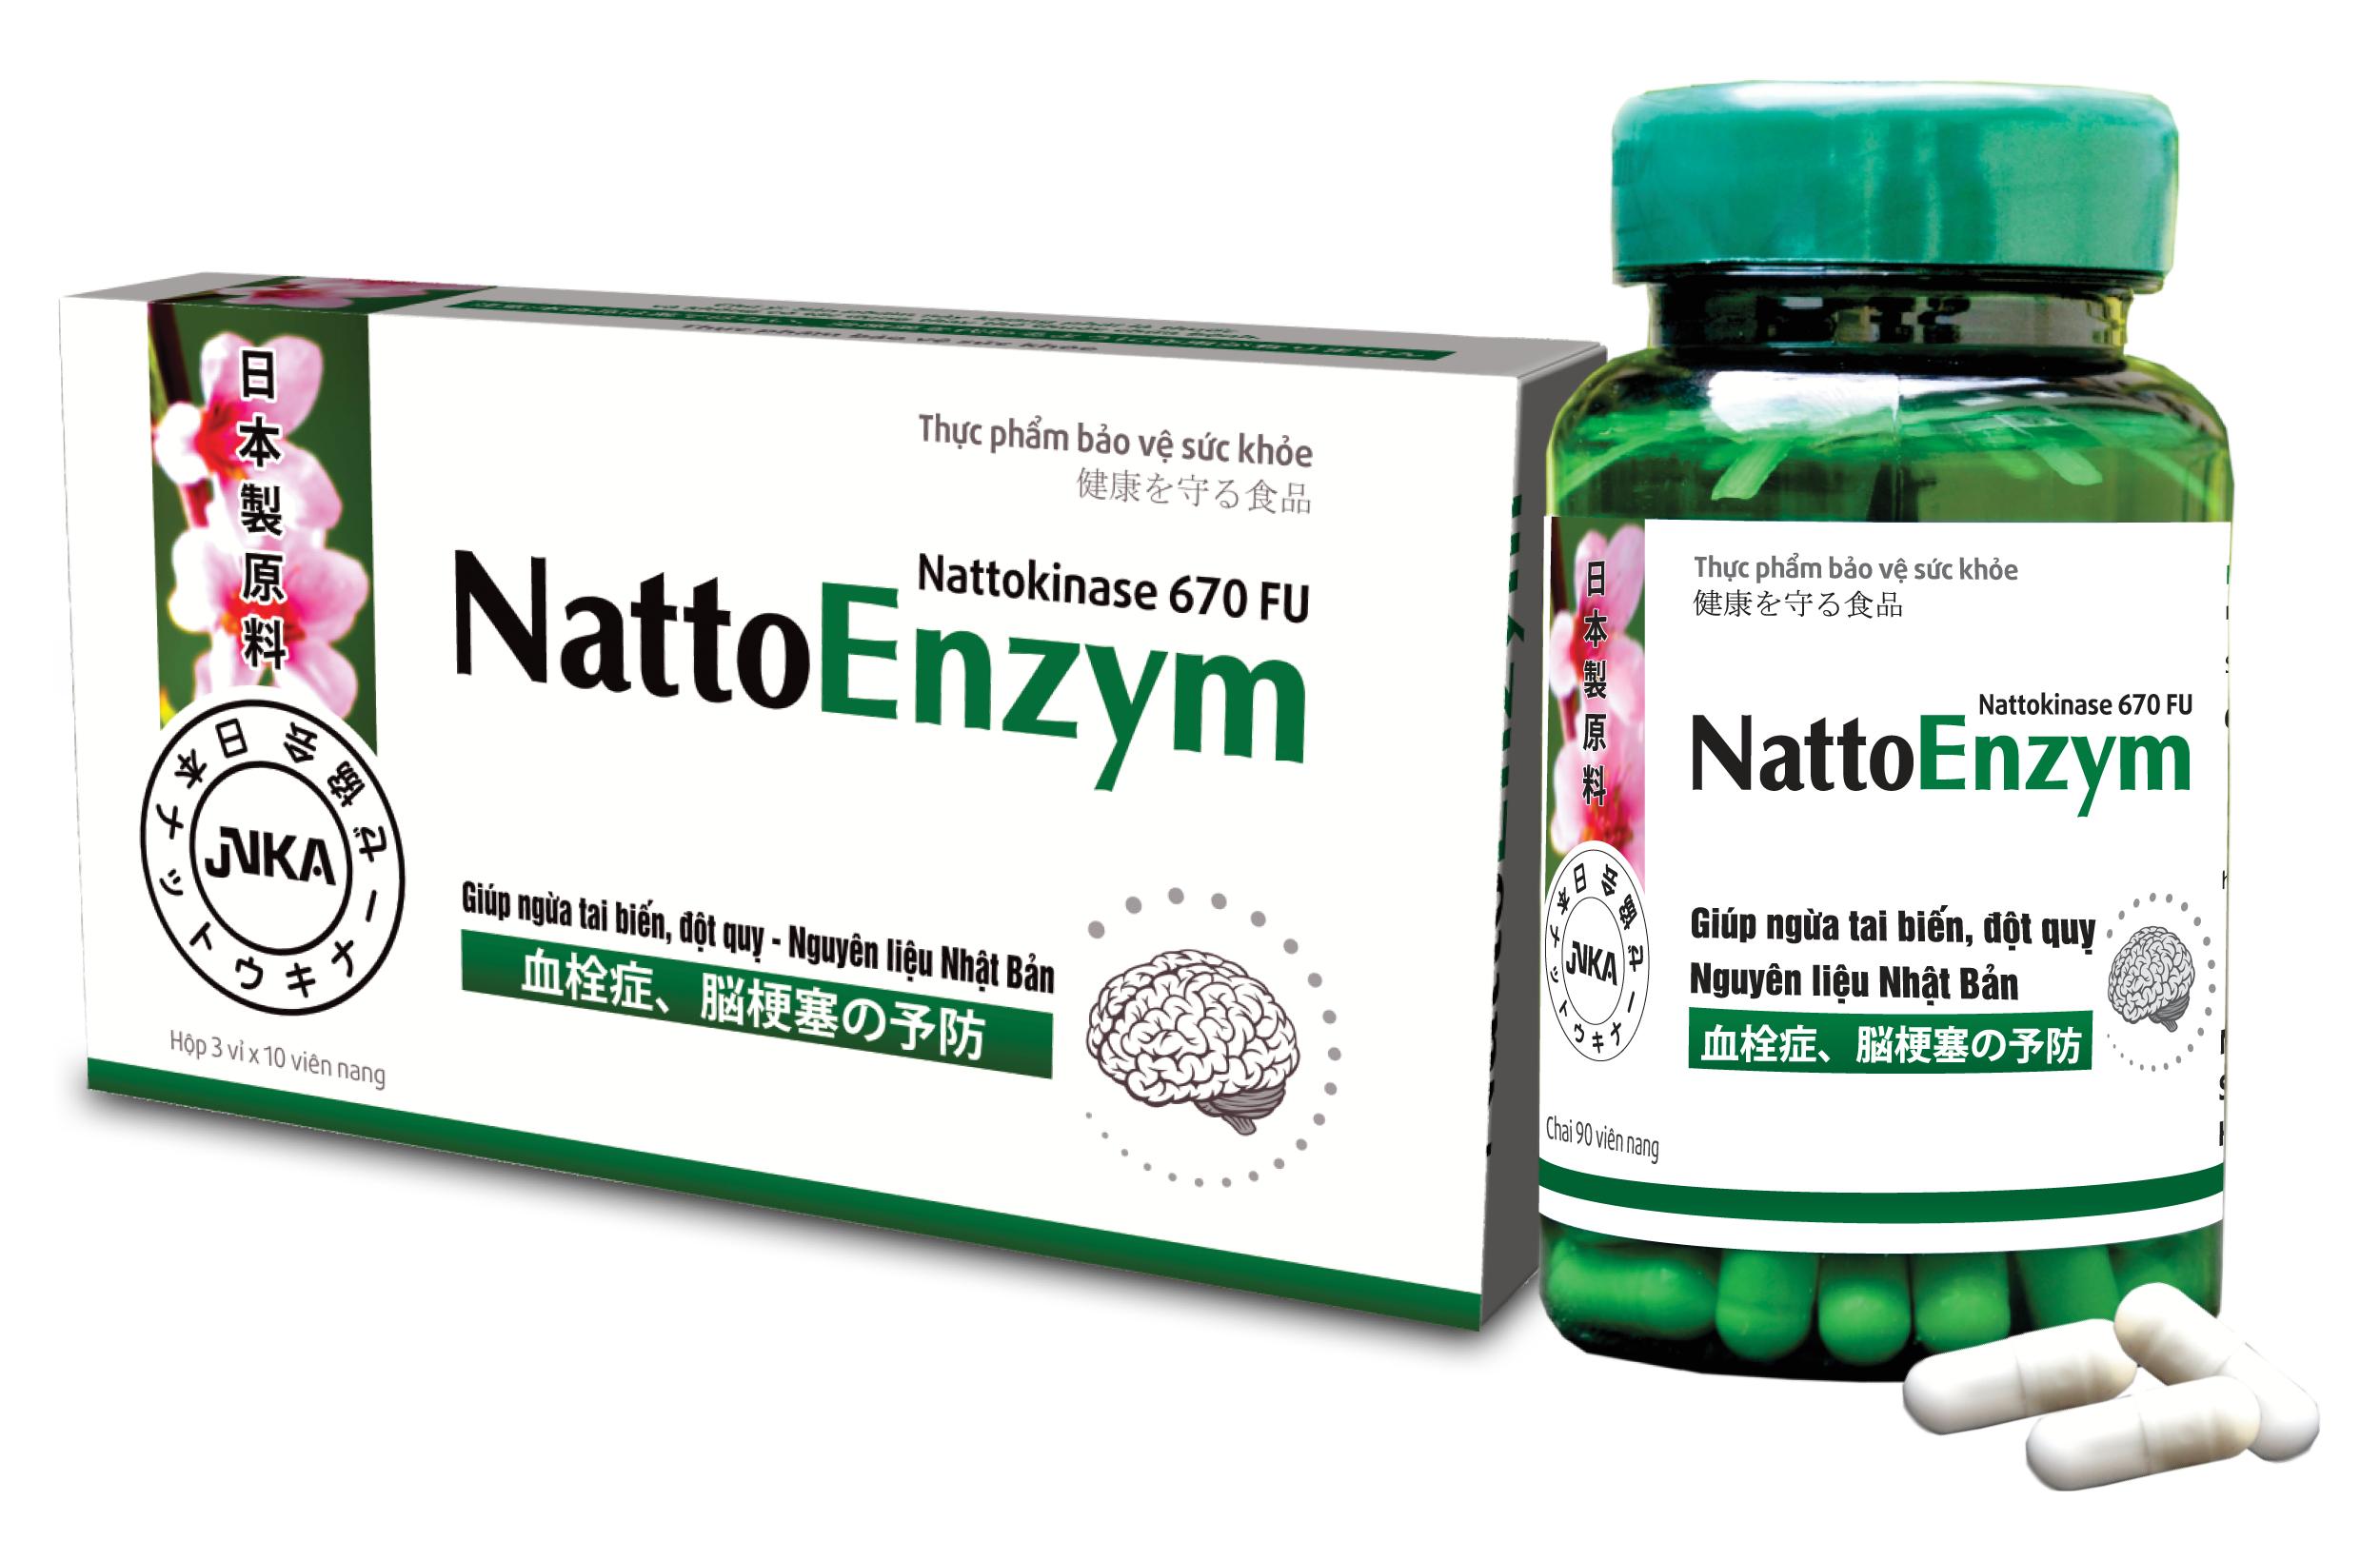 Thực phẩm bảo vệ sức khỏe
日本製原料
Thực phẩm bảo vệ sức khỏe
健康を守る食品
Nattokinase 670 FU
NattoEnzym
日本ナットウキナーゼ協会
JNKA
Giúp ngừa tai biến, đột quỵ - Nguyên liệu Nhật Bản
血栓症、脳梗塞の予防
Hộp 3 vỉ x 10 viên nang
日本製原料
Thực phẩm bảo vệ sức khỏe
健康を守る食品
Nattokinase 670 FU
NattoEnzym
日本ナットウキナーゼ協会
JNKA
Giúp ngừa tai biến, đột quỵ
Nguyên liệu Nhật Bản
血栓症、脳梗塞の予防
Chai 90 viên nang